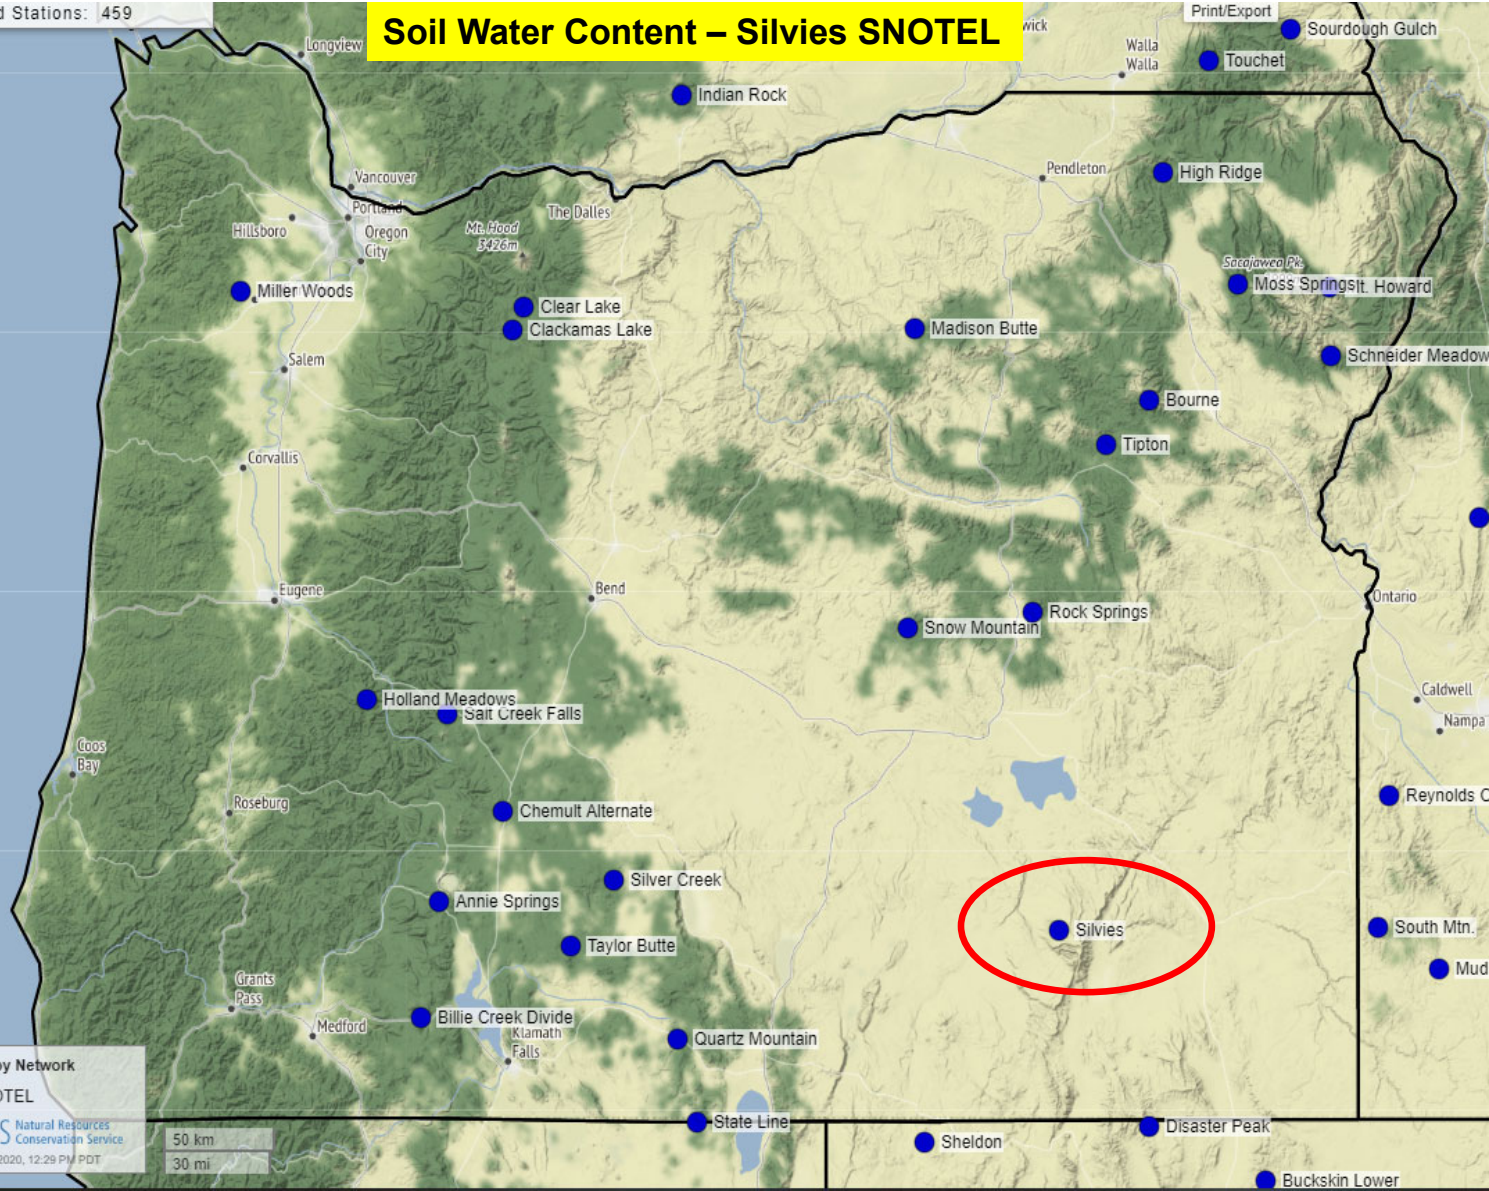 d Stations: 459
Soil Water Content – Silvies SNOTEL
Print/Export
Longview
wick
Walla
Walla
Sourdough Gulch
Touchet
Indian Rock
Pendleton
High Ridge
Vancouver
Portland
The Dalles
Hillsboro
Oregon
City
Mt. Hood
3426m
Sacajawea Pk.
Miller Woods
Moss Springs
lt. Howard
Clear Lake
Clackamas Lake
Madison Butte
Salem
Schneider Meadow
Bourne
Tipton
Corvallis
Eugene
Bend
Ontario
Rock Springs
Snow Mountain
Holland Meadows
Salt Creek Falls
Caldwell
Nampa
Coos
Bay
Roseburg
Chemult Alternate
Reynolds C
Silver Creek
Annie Springs
Silvies
South Mtn.
Taylor Butte
Mud
Grants
Pass
Medford
Billie Creek Divide
Klamath
Falls
Quartz Mountain
by Network
OTEL
S Natural Resources
Conservation Service
2020, 12:29 PM PDT
50 km
30 mi
State Line
Sheldon
Disaster Peak
Buckskin Lower